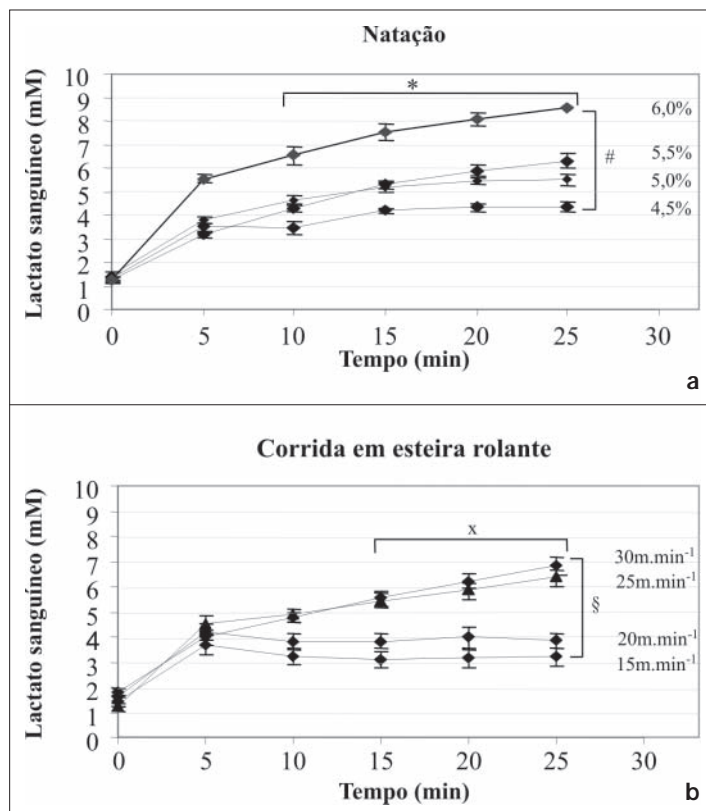 Natação
Lactato sanguíneo (mM)
10
9
8
7
6
5
4
3
2
1
0
*
#
6,0%
5,5%
5,0%
4,5%
0 5 10 15 20 25 30
Tempo (min)
a
Corrida em esteira rolante
Lactato sanguíneo (mM)
10
9
8
7
6
5
4
3
2
1
0
x
§
30m.min⁻¹
25m.min⁻¹
20m.min⁻¹
15m.min⁻¹
0 5 10 15 20 25 30
Tempo (min)
b